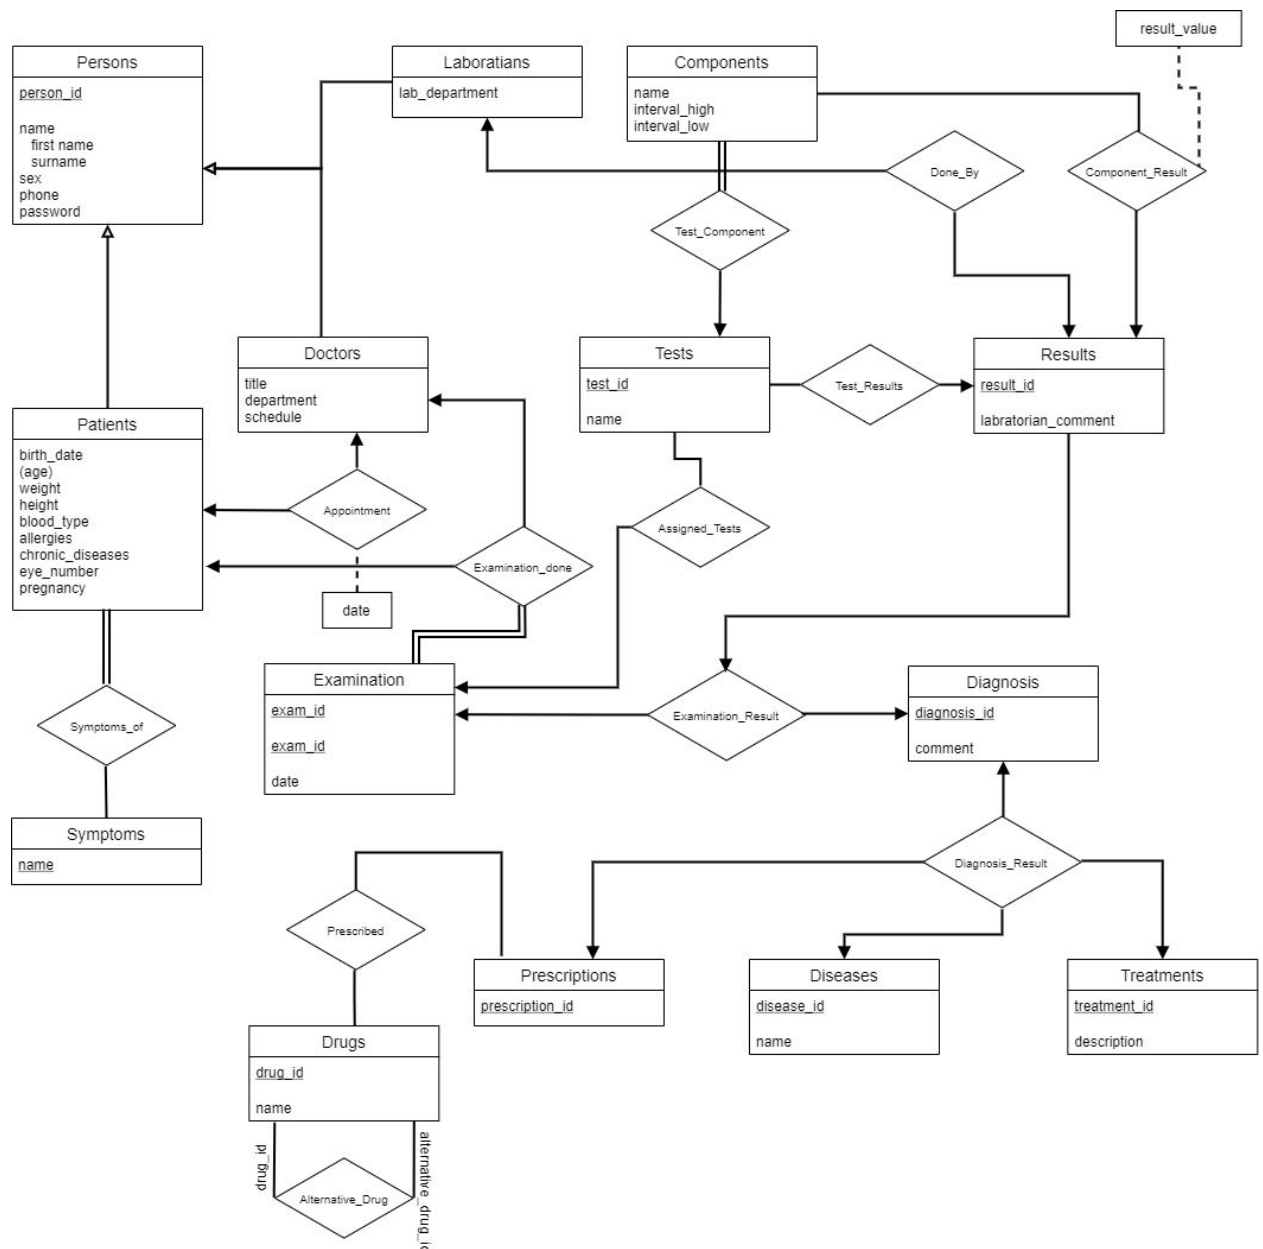 result_value
Persons
person_id
name
first name
surname
sex
phone
password
Laboratians
lab_department
Components
name
interval_high
interval_low
Done_By
Component_Result
Test_Component
Doctors
title
department
schedule
Tests
test_id
name
Test_Results
Results
result_id
labratorian_comment
Patients
birth_date
(age)
weight
height
blood_type
allergies
chronic_diseases
eye_number
pregnancy
Appointment
Assigned_Tests
Examination_done
date
Examination
exam_id
exam_id
date
Examination_Result
Diagnosis
diagnosis_id
comment
Symptoms_of
Symptoms
name
Diagnosis_Result
Prescribed
Prescriptions
prescription_id
Diseases
disease_id
name
Treatments
treatment_id
description
Drugs
drug_id
name
drug_id
alternative_drug_id
Alternative_Drug